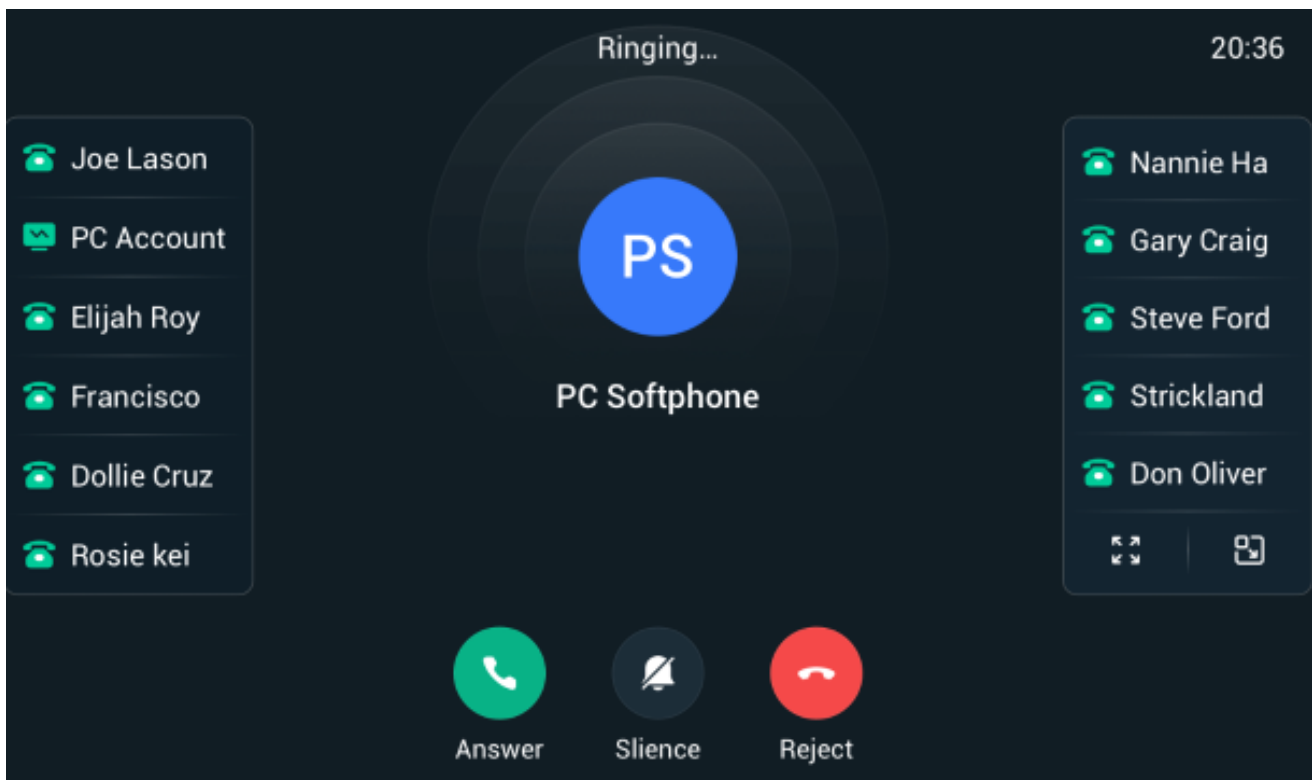 Ringing...
20:36
Joe Lason
PC Account
Elijah Roy
Francisco
Dollie Cruz
Rosie kei
PS
PC Softphone
Nannie Ha
Gary Craig
Steve Ford
Strickland
Don Oliver
Answer
Slience
Reject